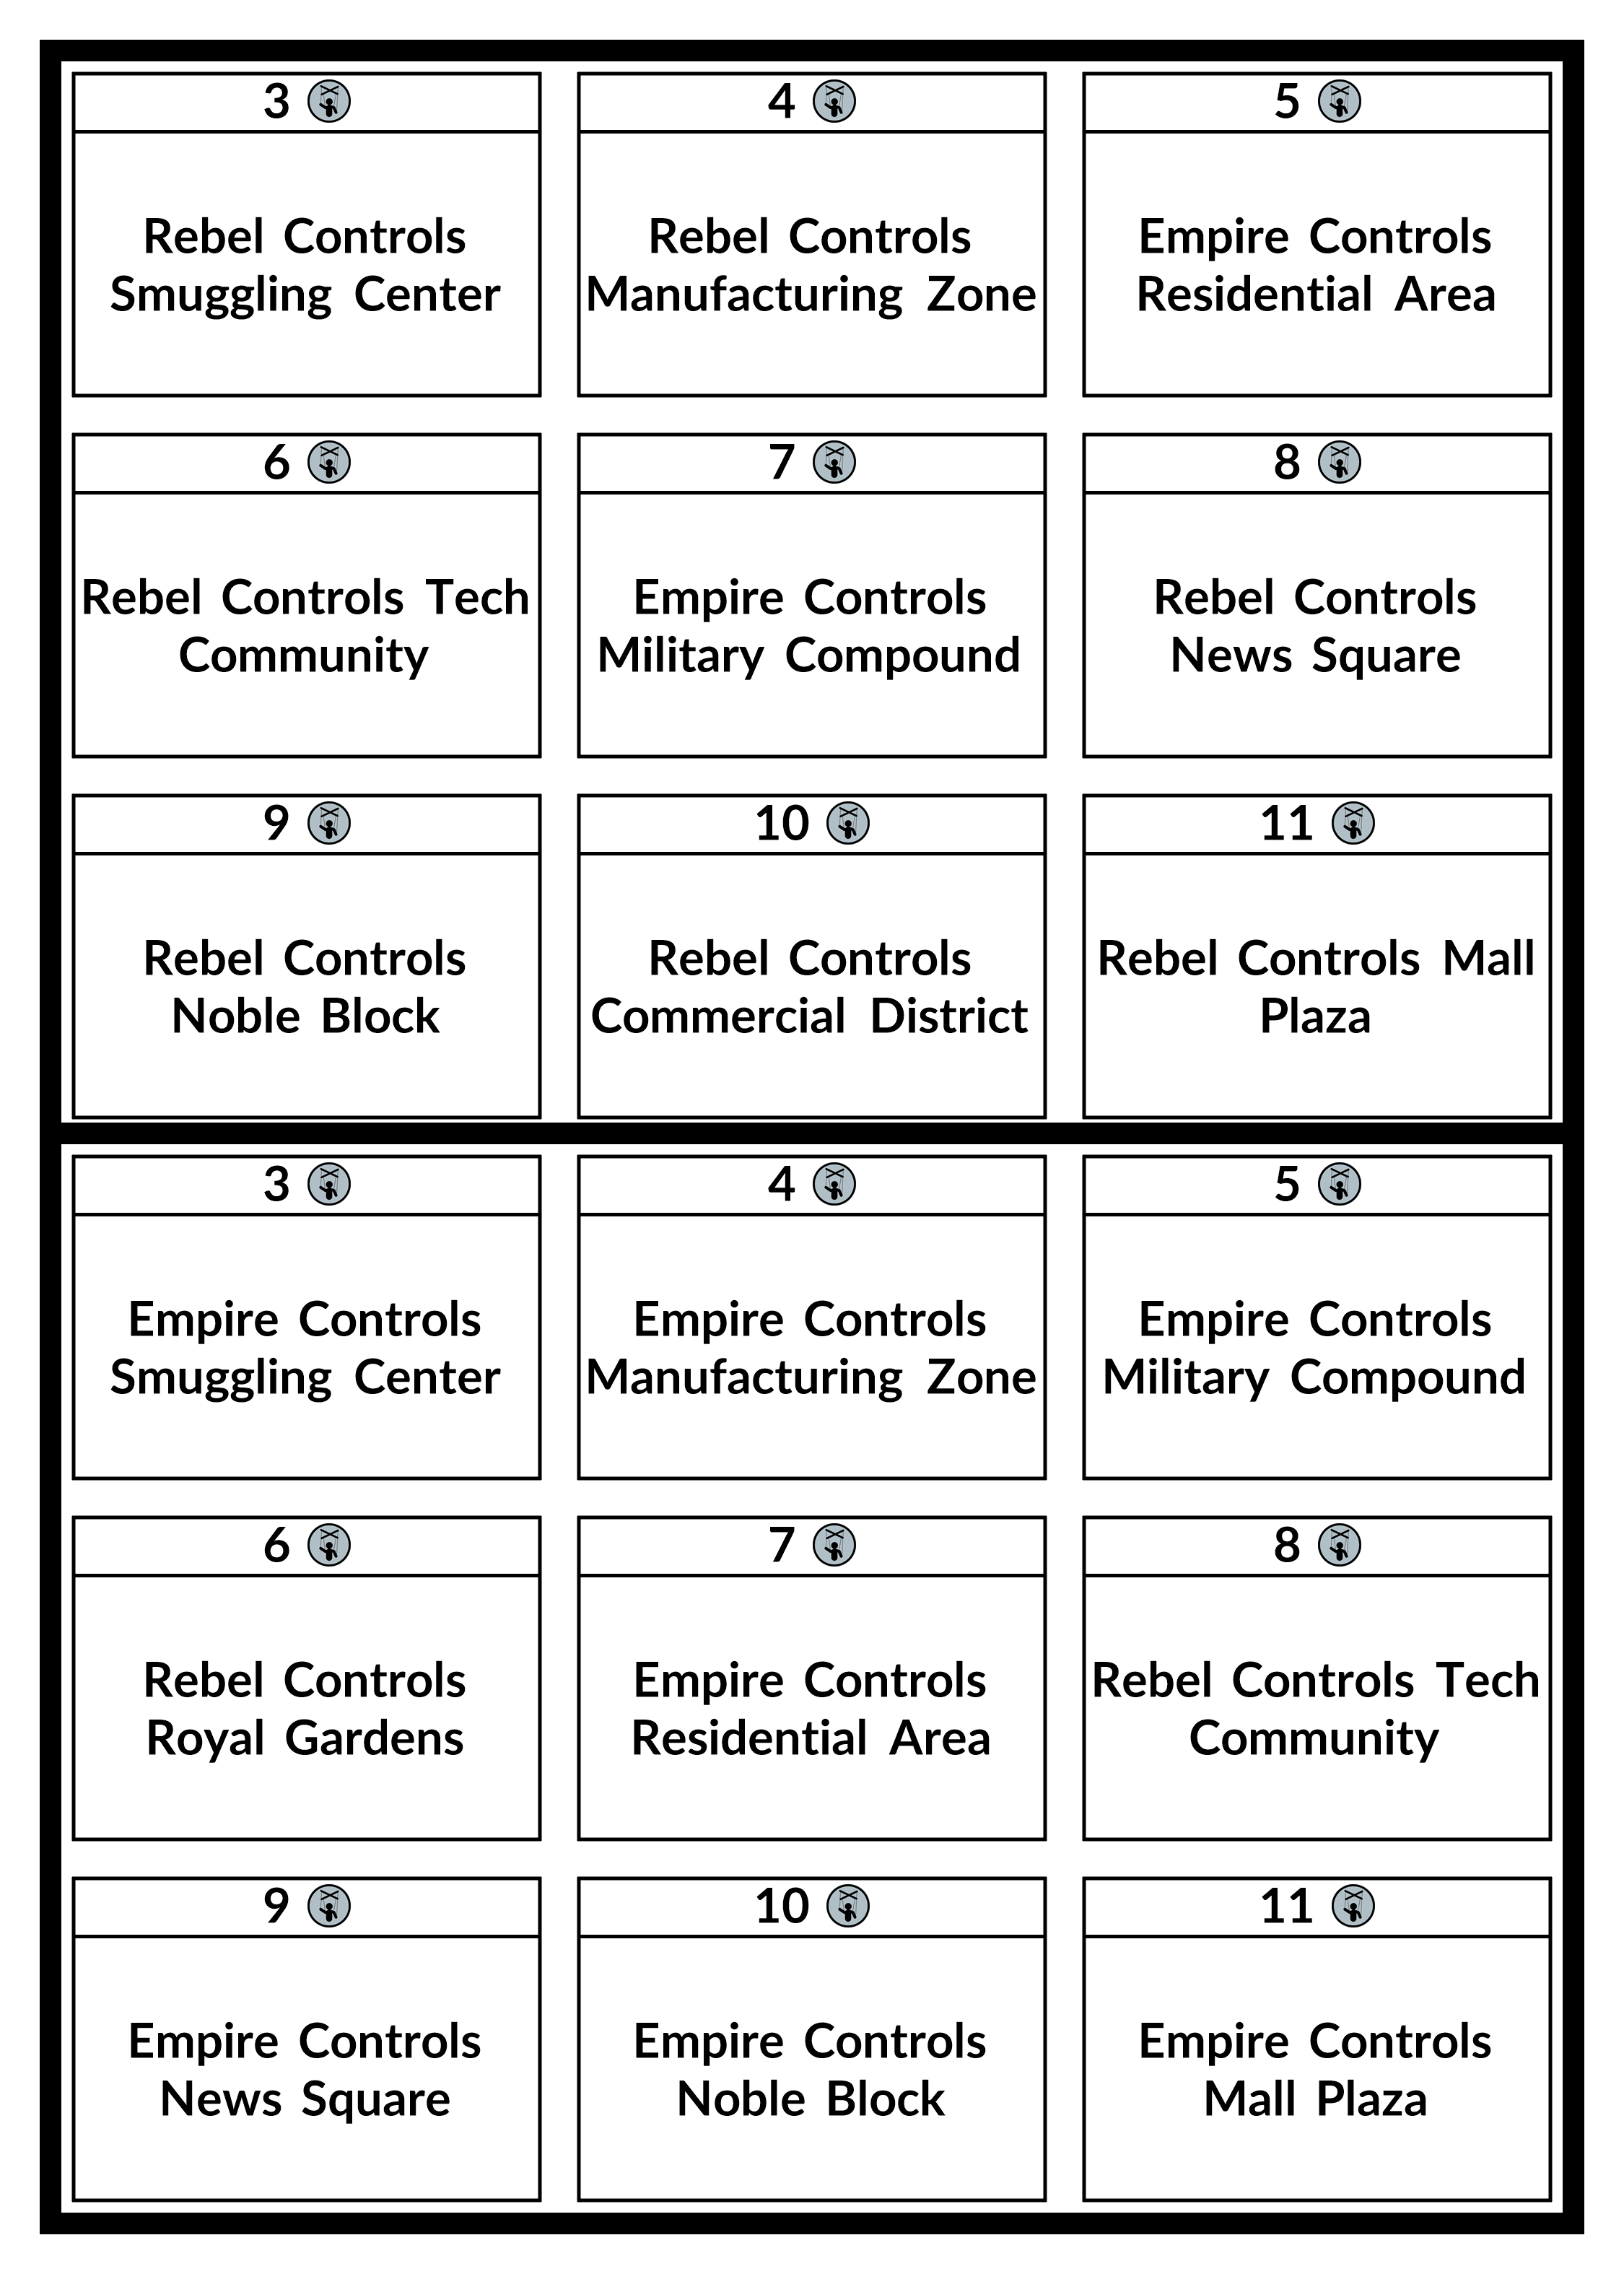 3
Rebel Controls
Smuggling Center
4
Rebel Controls
Manufacturing Zone
5
Empire Controls
Residential Area
6
Rebel Controls Tech
Community
7
Empire Controls
Military Compound
8
Rebel Controls
News Square
9
Rebel Controls
Noble Block
10
Rebel Controls
Commercial District
11
Rebel Controls Mall
Plaza
3
Empire Controls
Smuggling Center
4
Empire Controls
Manufacturing Zone
5
Empire Controls
Military Compound
6
Rebel Controls
Royal Gardens
7
Empire Controls
Residential Area
8
Rebel Controls Tech
Community
9
Empire Controls
News Square
10
Empire Controls
Noble Block
11
Empire Controls
Mall Plaza